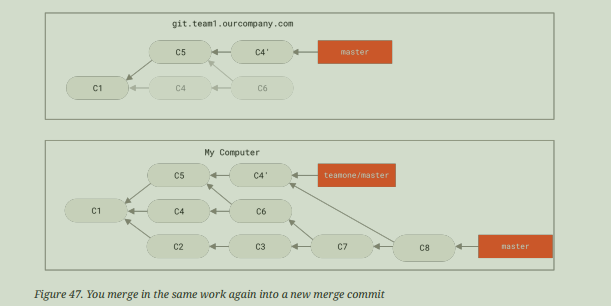 git.team1.ourcompany.com
C5 C4' master
C1 C4 C6
My Computer
C5 C4' teamone/master
C1 C4 C6
C2 C3 C7 C8 master
Figure 47. You merge in the same work again into a new merge commit